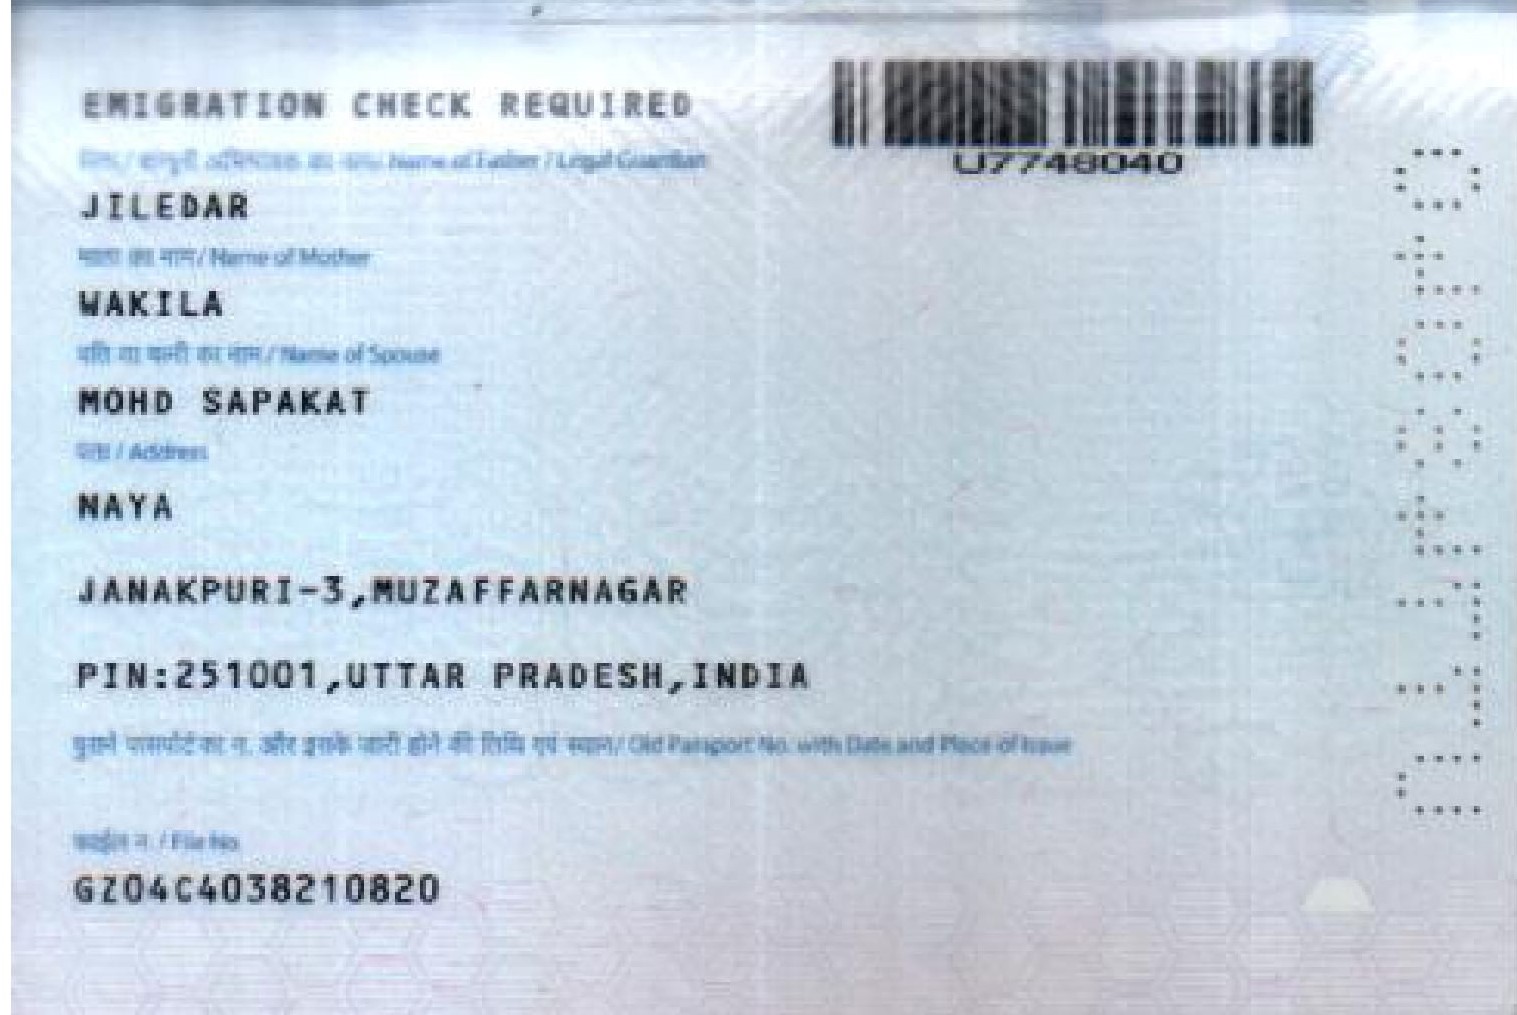 EMIGRATION CHECK REQUIRED
U7748040
पिता / कानूनी अभिभावक का नाम / Name of Father / Legal Guardian
JILEDAR
माता का नाम / Name of Mother
WAKILA
पति या पत्नी का नाम / Name of Spouse
MOHD SAPAKAT
पता / Address
NAYA
JANAKPURI-3,MUZAFFARNAGAR
PIN:251001,UTTAR PRADESH,INDIA
पुराने पासपोर्ट का न. और इसके जारी होने की तिथि एवं स्थान / Old Passport No. with Date and Place of Issue
फाईल न. / File No.
GZ04C4038210820
U7748040